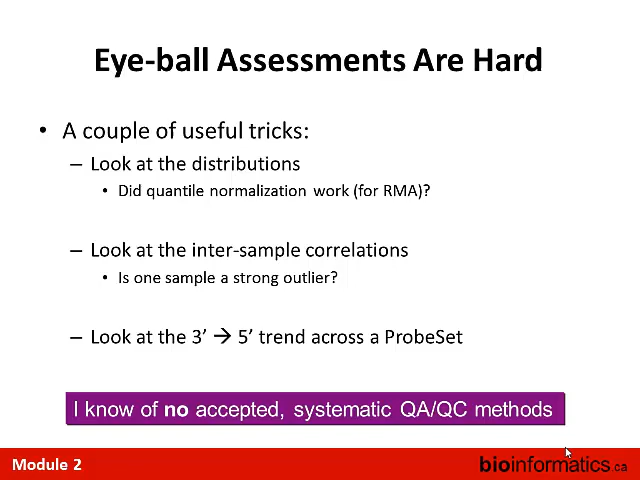 Eye-ball Assessments Are Hard
• A couple of useful tricks:
– Look at the distributions
• Did quantile normalization work (for RMA)?
– Look at the inter-sample correlations
• Is one sample a strong outlier?
– Look at the 3’ → 5’ trend across a ProbeSet
I know of no accepted, systematic QA/QC methods
Module 2
bioinformatics.ca